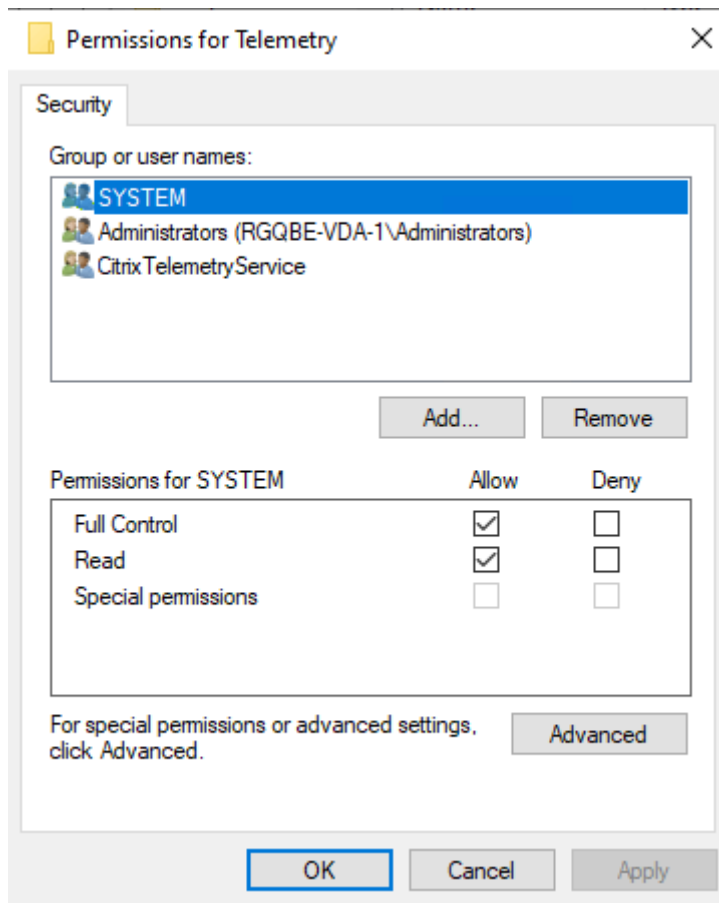 Permissions for Telemetry
Security
Group or user names:
SYSTEM
Administrators (RGQBE-VDA-1\Administrators)
CitrixTelemetryService
Add... Remove
Permissions for SYSTEM Allow Deny
Full Control
Read
Special permissions
For special permissions or advanced settings,
click Advanced.
Advanced
OK Cancel Apply